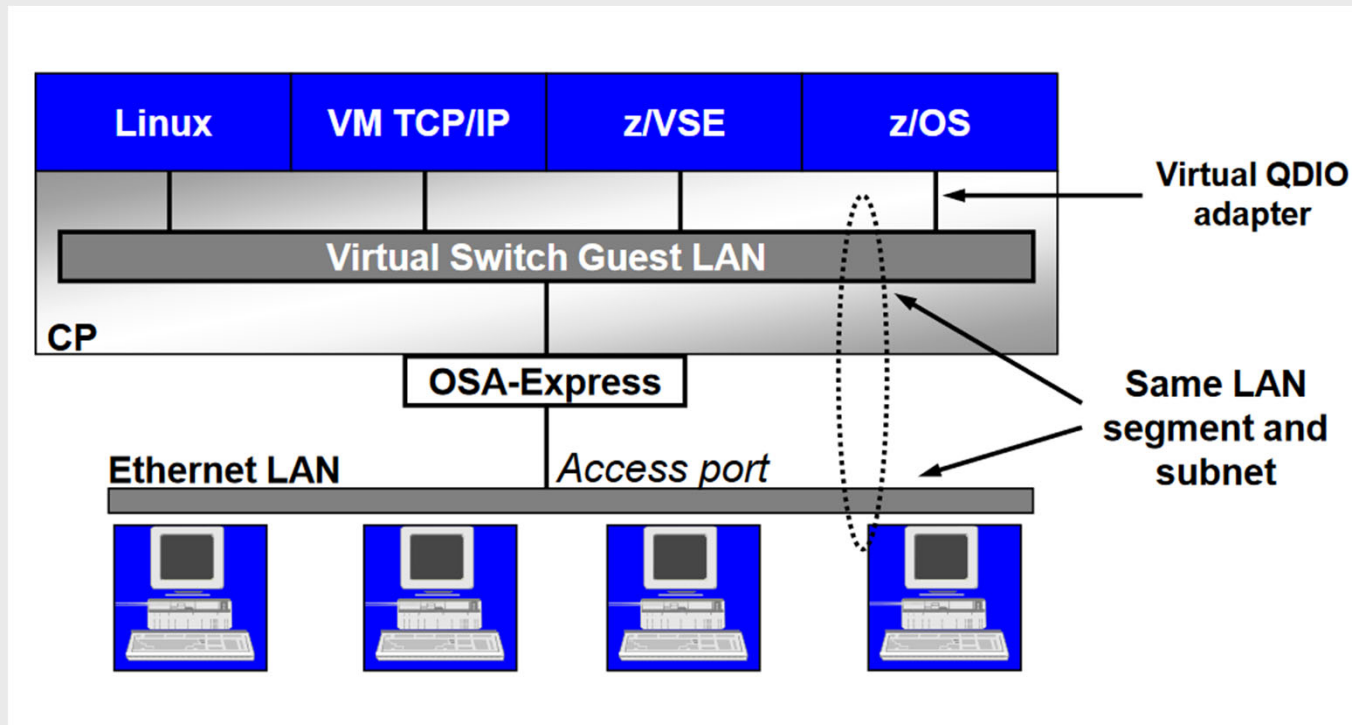 Linux
VM TCP/IP
z/VSE
z/OS
Virtual QDIO
adapter
Virtual Switch Guest LAN
CP
OSA-Express
Same LAN
segment and
subnet
Ethernet LAN
Access port